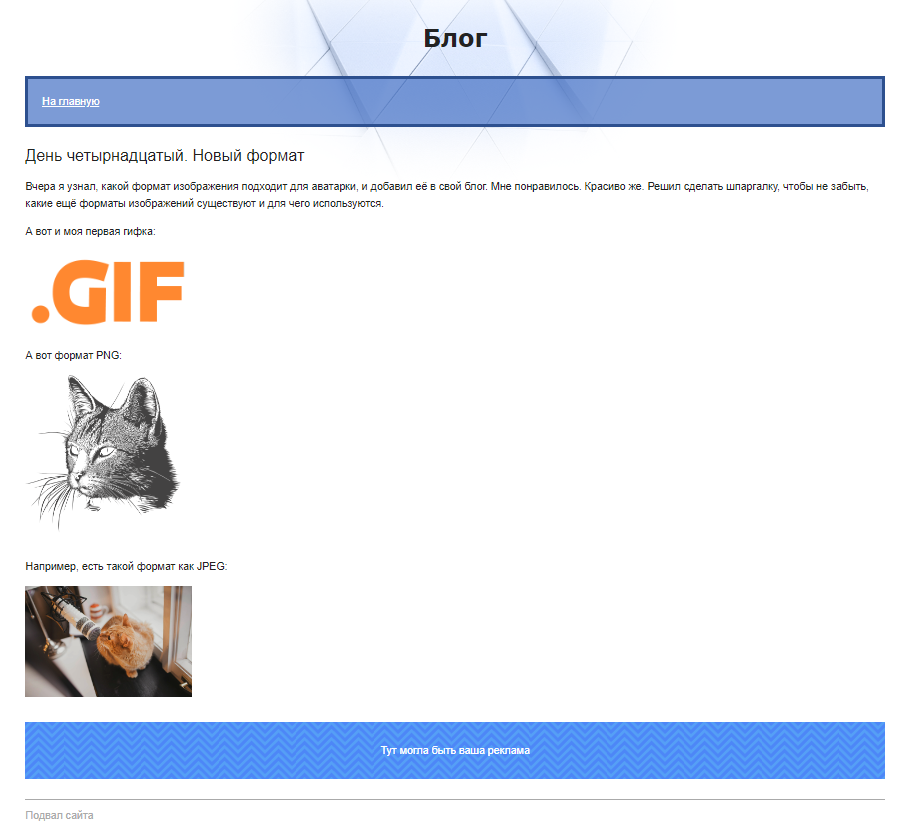 Блог
На главную
День четырнадцатый. Новый формат
Вчера я узнал, какой формат изображения подходит для аватарки, и добавил её в свой блог. Мне понравилось. Красиво же. Решил сделать шпаргалку, чтобы не забыть,
какие ещё форматы изображений существуют и для чего используются.
А вот и моя первая гифка:
.GIF
А вот формат PNG:
Например, есть такой формат как JPEG:
Тут могла быть ваша реклама
Подвал сайта